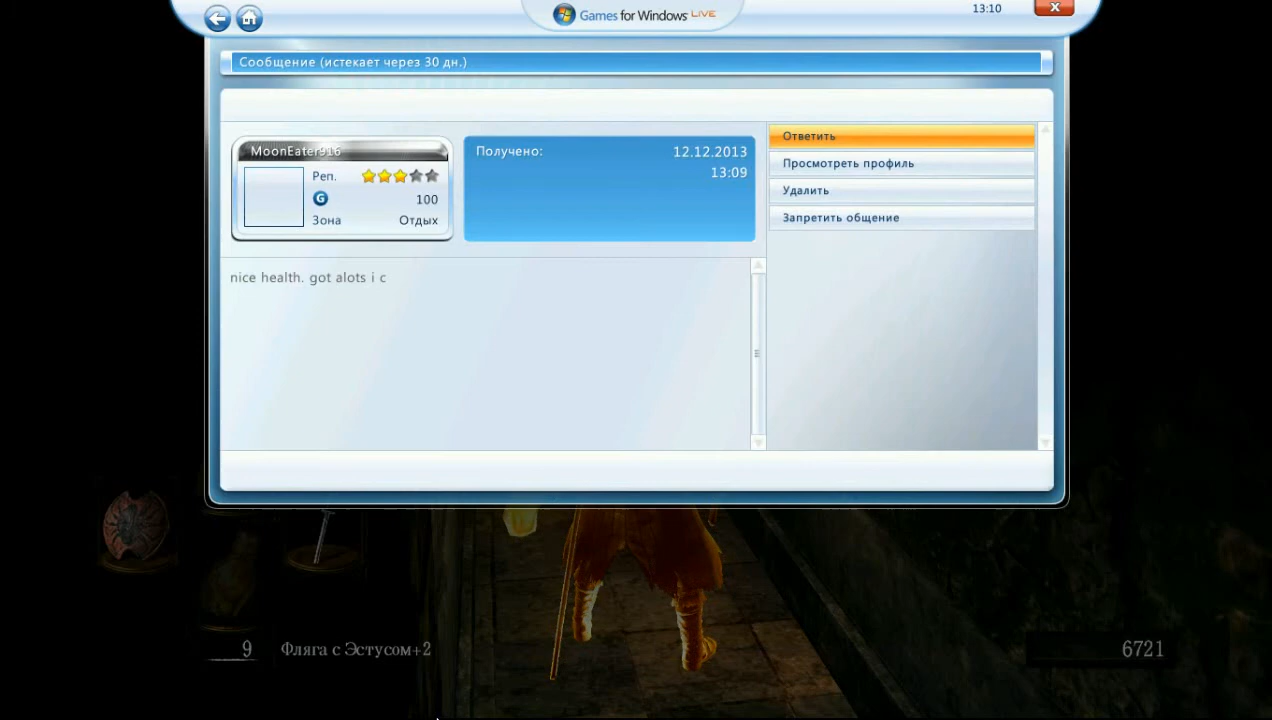 Games for Windows LIVE
13:10
Сообщение (истекает через 30 дн.)
MoonEater916
Реп.
G
100
Зона
Отдых
Получено:
12.12.2013
13:09
Ответить
Просмотреть профиль
Удалить
Запретить общение
nice health. got alots i c
9
Фляга с Эстусом+2
6721